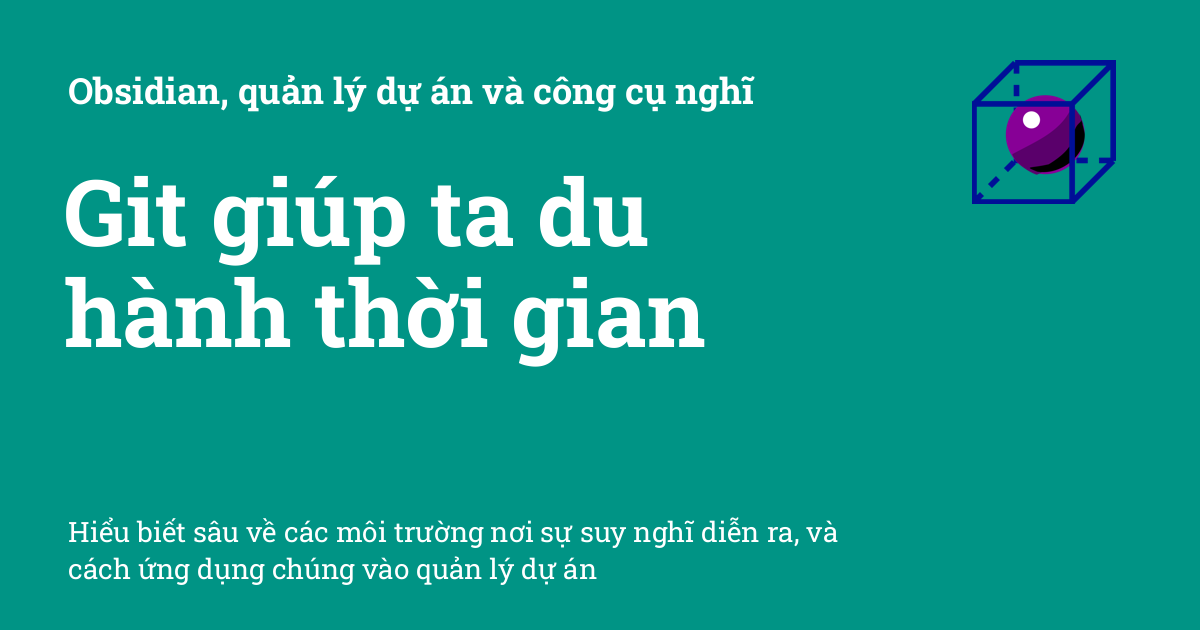 Obsidian, quản lý dự án và công cụ nghĩ
Git giúp ta du
hành thời gian
Hiểu biết sâu về các môi trường nơi sự suy nghĩ diễn ra, và
cách ứng dụng chúng vào quản lý dự án